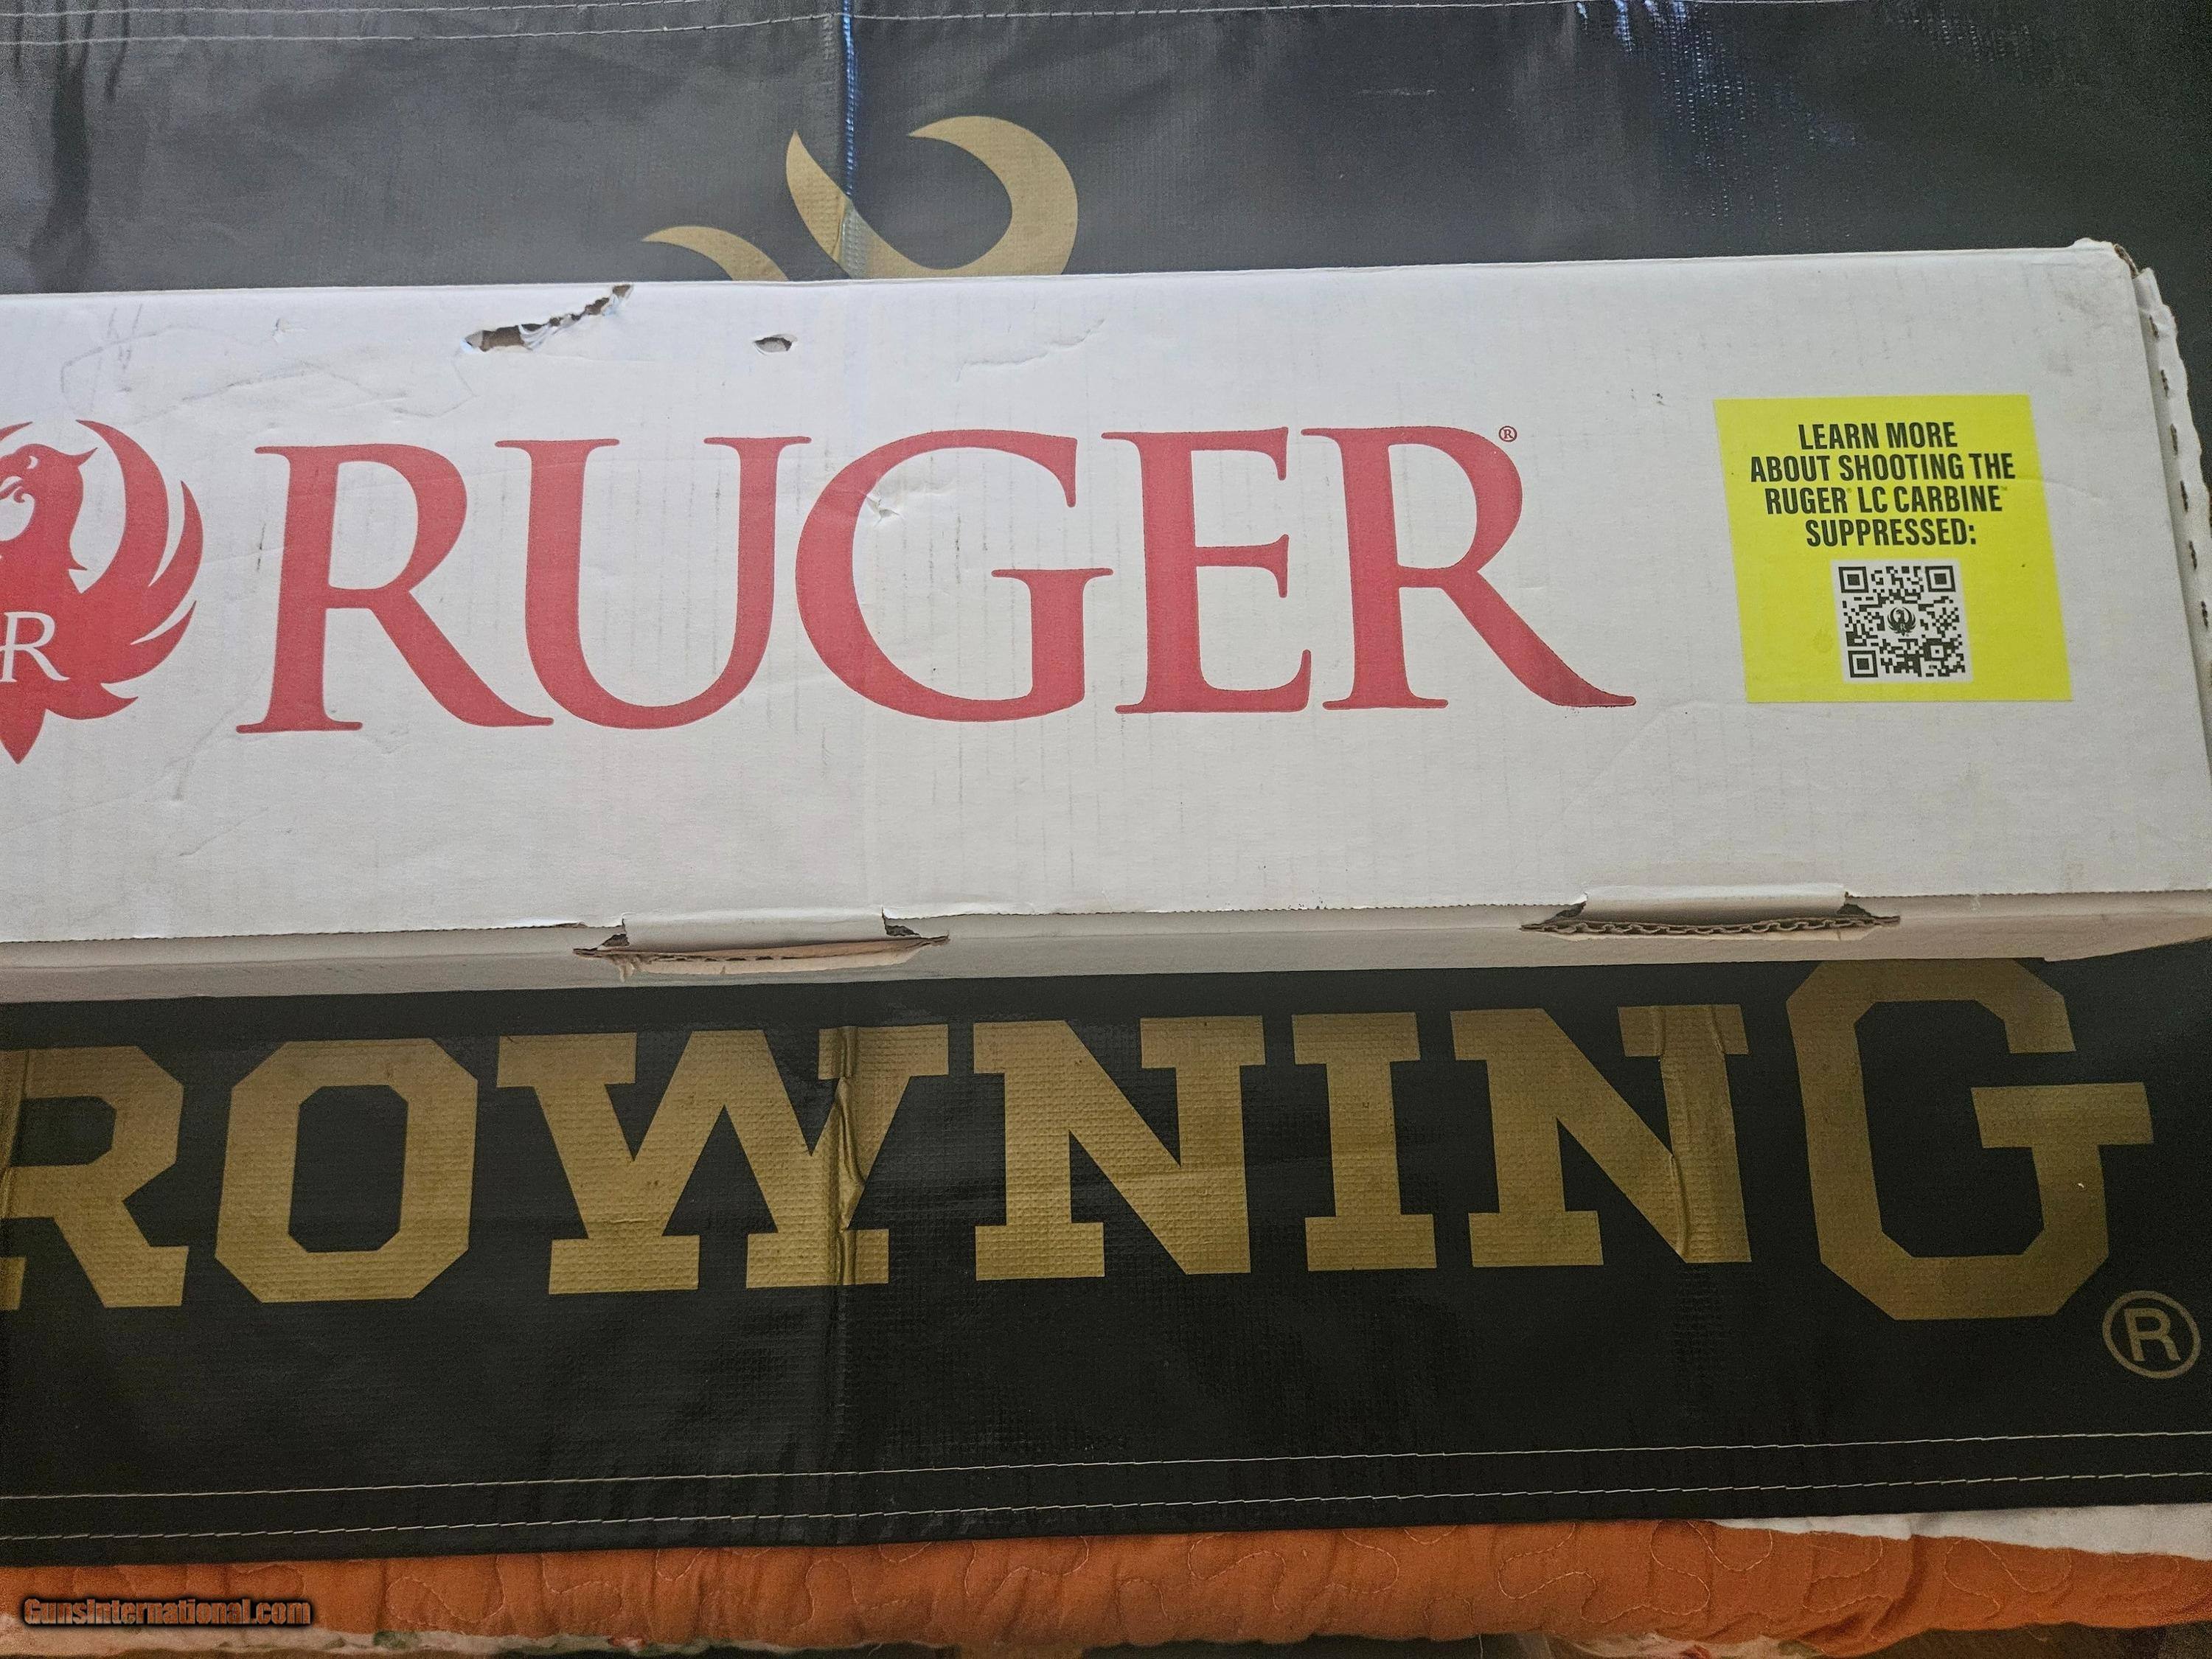 RUGER®
R
LEARN MORE
ABOUT SHOOTING THE
RUGER® LC CARBINE™
SUPPRESSED:
R
ROWNING
®
GunsInternational.com